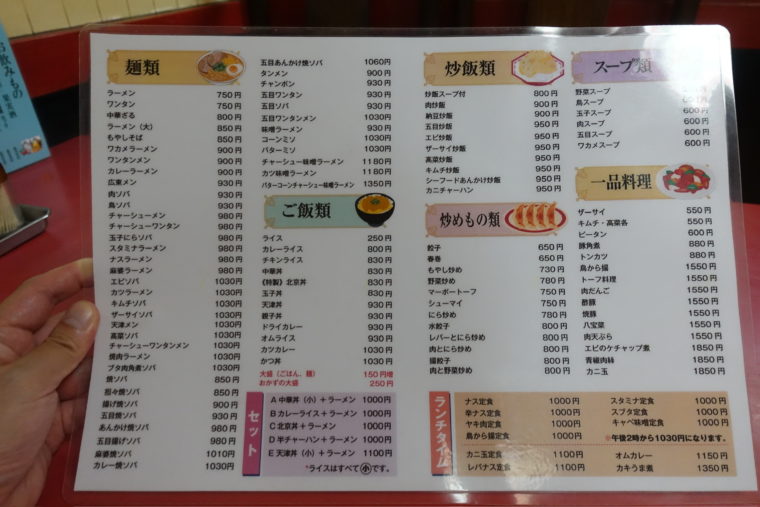 麺類
ラーメン 750円
ワンタン 750円
中華ざる 800円
ラーメン（大） 850円
もやしそば 850円
ワカメラーメン 900円
ワンタンメン 900円
カレーラーメン 900円
広東メン 930円
肉ソバ 930円
鳥ソバ 930円
チャーシューメン 980円
チャーシューワンタン 980円
玉子にらソバ 980円
スタミナラーメン 980円
ナスラーメン 980円
麻婆ラーメン 980円
エビソバ 1030円
カツラーメン 1030円
キムチソバ 1030円
ザーサイソバ 1030円
天津メン 1030円
高菜ソバ 1030円
チャーシューワンタンメン 1030円
焼肉ラーメン 1030円
ブタ肉角煮ソバ 1030円
焼ソバ 850円
担々焼ソバ 850円
揚げ焼ソバ 900円
五目焼ソバ 930円
あんかけ焼ソバ 980円
五目揚げソバ 980円
麻婆焼ソバ 1010円
カレー焼ソバ 1030円
五目あんかけ焼ソバ 1060円
タンメン 900円
チャンポン 930円
五目ワンタン 930円
五目ソバ 930円
五目ワンタンメン 930円
味噌ラーメン 930円
コーンミソ 930円
バターミソ 930円
チャーシュー味噌ラーメン 1180円
カツ味噌ラーメン 1180円
バターコーンチャーシュー味噌ラーメン 1350円
ご飯類
ライス 250円
カレーライス 800円
チキンライス 830円
中華丼 830円
《特製》北京丼 830円
玉子丼 830円
天津丼 930円
親子丼 930円
ドライカレー 930円
オムライス 930円
カツカレー 1030円
かつ丼 1030円
大盛（ごはん、麺） 150円増
おかずの大盛 250円
セット
A 中華丼（小）＋ラーメン 1000円
B カレーライス＋ラーメン 1000円
C 北京丼＋ラーメン 1000円
D 半チャーハン＋ラーメン 1000円
E 天津丼（小）＋ラーメン 1100円
*ライスはすべて小です。
炒飯類
炒飯スープ付 800円
肉炒飯 900円
納豆炒飯 900円
五目炒飯 950円
エビ炒飯 950円
ザーサイ炒飯 950円
高菜炒飯 950円
キムチ炒飯 950円
シーフードあんかけ炒飯 950円
カニチャーハン 950円
炒めもの類
餃子 650円
春巻 650円
もやし炒め 730円
野菜炒め 750円
マーボートーフ 750円
シューマイ 750円
にら炒め 780円
水餃子 800円
レバーとにら炒め 800円
肉とにら炒め 800円
揚餃子 800円
肉と野菜炒め 800円
スープ類
野菜スープ
鳥スープ
玉子スープ 600円
肉スープ 600円
五目スープ 600円
ワカメスープ 600円
一品料理
ザーサイ 550円
キムチ・高菜各 550円
ピータン 600円
豚角煮 880円
トンカツ 880円
鳥から揚 1550円
トーフ料理 1550円
肉だんご 1550円
酢豚 1550円
焼豚 1550円
八宝菜 1550円
肉天ぷら 1550円
エビのケチャップ煮 1850円
青椒肉絲 1850円
カニ玉 1850円
ランチタイム
ナス定食 1000円
辛ナス定食 1000円
ヤキ肉定食 1000円
鳥から揚定食 1000円
スタミナ定食 1000円
スブタ定食 1000円
キャベ味噌定食 1000円
※午後2時から1030円になります。
カニ玉定食 1100円
レバナス定食 1100円
オムカレー 1150円
カキうま煮 1350円
お飲みもの